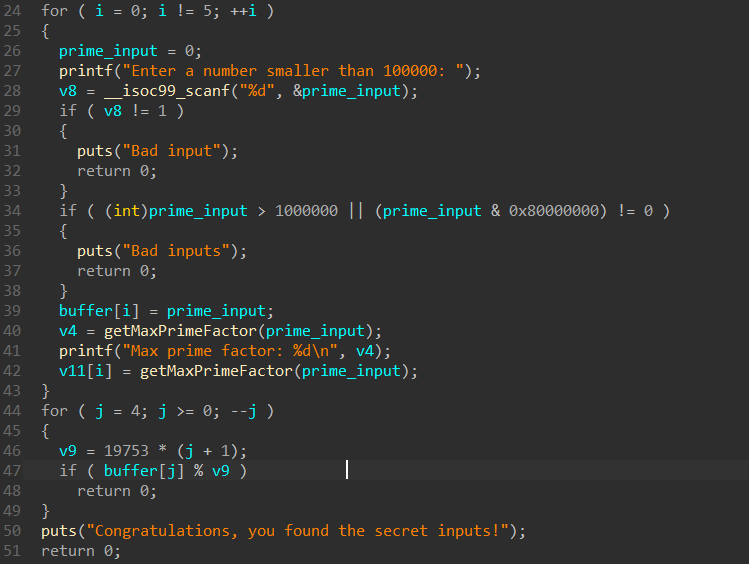 24 for ( i = 0; i != 5; ++i )
25 {
26 prime_input = 0;
27 printf("Enter a number smaller than 100000: ");
28 v8 = __isoc99_scanf("%d", &prime_input);
29 if ( v8 != 1 )
30 {
31 puts("Bad input");
32 return 0;
33 }
34 if ( (int)prime_input > 1000000 || (prime_input & 0x80000000) != 0 )
35 {
36 puts("Bad inputs");
37 return 0;
38 }
39 buffer[i] = prime_input;
40 v4 = getMaxPrimeFactor(prime_input);
41 printf("Max prime factor: %d\n", v4);
42 v11[i] = getMaxPrimeFactor(prime_input);
43 }
44 for ( j = 4; j >= 0; --j )
45 {
46 v9 = 19753 * (j + 1);
47 if ( buffer[j] % v9 )
48 return 0;
49 }
50 puts("Congratulations, you found the secret inputs!");
51 return 0;